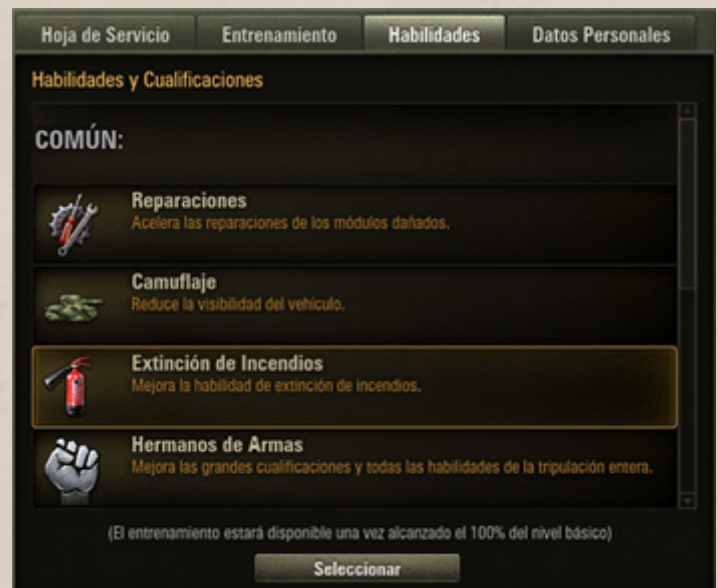 Hoja de Servicio Entrenamiento Habilidades Datos Personales
Habilidades y Cualificaciones
COMÚN:
Reparaciones
Acelera las reparaciones de los módulos dañados.
Camuflaje
Reduce la visibilidad del vehículo.
Extinción de Incendios
Mejora la habilidad de extinción de incendios.
Hermanos de Armas
Mejora las grandes cualificaciones y todas las habilidades de la tripulación entera.
(El entrenamiento estará disponible una vez alcanzado el 100% del nivel básico)
Seleccionar